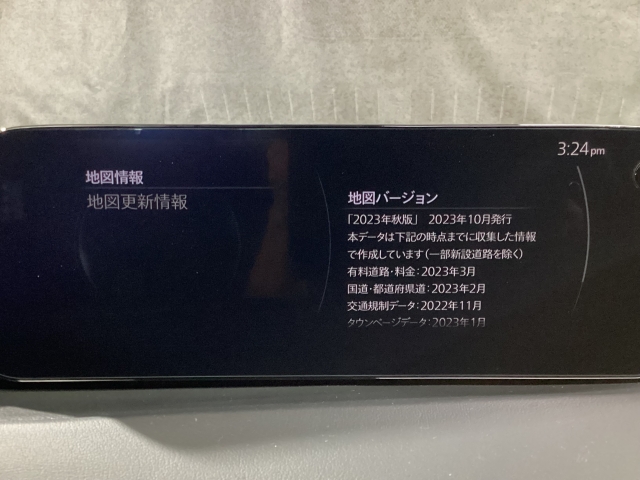 3:24 pm
地図情報
地図更新情報
地図バージョン
「2023年秋版」 2023年10月発行
本データは下記の時点までに収集した情報
で作成しています(一部新設道路を除く)
有料道路・料金:2023年3月
国道・都道府県道:2023年2月
交通規制データ:2022年11月
タウンページデータ:2023年1月